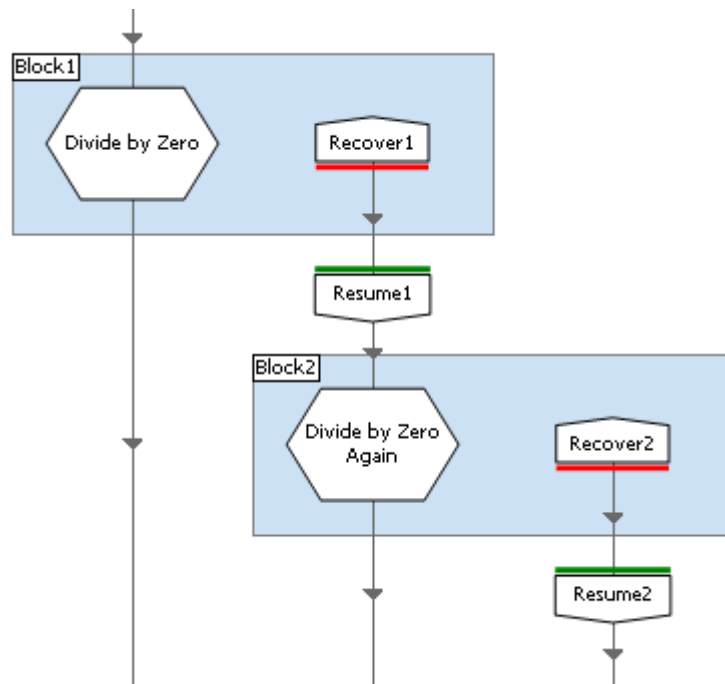 Block1
Divide by Zero
Recover1
Resume1
Block2
Divide by Zero
Again
Recover2
Resume2